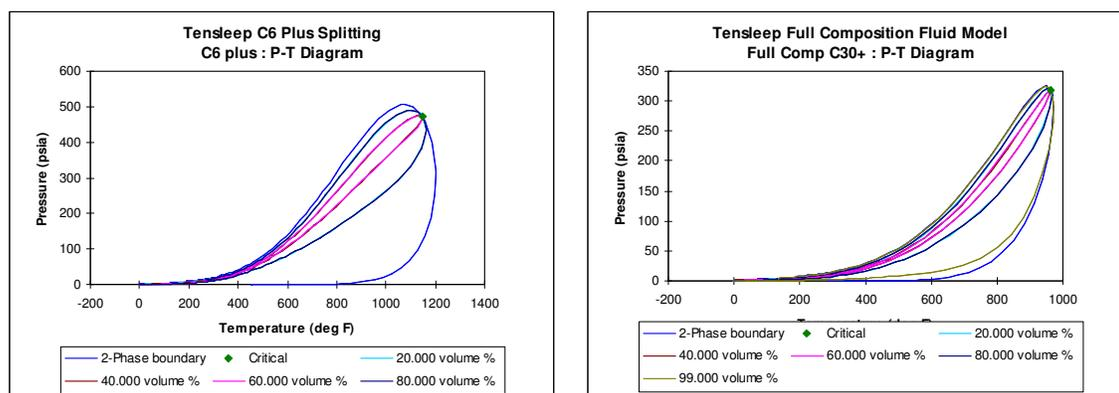 Tensleep C6 Plus Splitting
C6 plus : P-T Diagram
600
500
400
300
200
100
0
-200 0 200 400 600 800 1000 1200 1400
Pressure (psia)
Temperature (deg F)
2-Phase boundary Critical 20.000 volume %
40.000 volume % 60.000 volume % 80.000 volume %
Tensleep Full Composition Fluid Model
Full Comp C30+ : P-T Diagram
350
300
250
200
150
100
50
0
-200 0 200 400 600 800 1000
Pressure (psia)
2-Phase boundary Critical 20.000 volume %
40.000 volume % 60.000 volume % 80.000 volume %
99.000 volume %